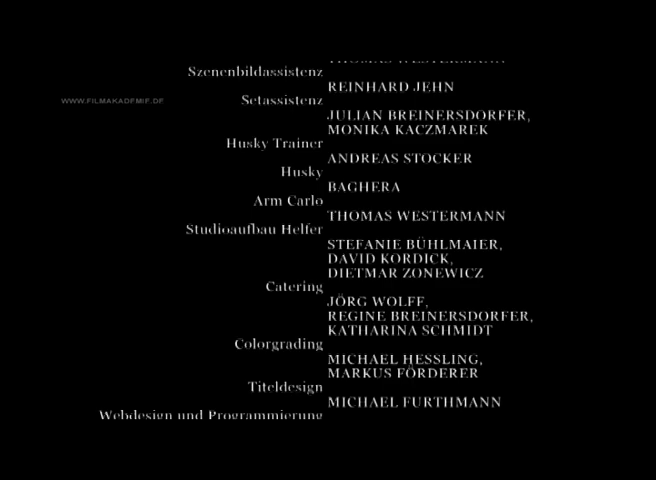 THOMAS WESTERMANN
Szenenbildassistenz
REINHARD JEHN
WWW.FILMAKADEMIE.DE
Setassistenz
JULIAN BREINERSDORFER,
MONIKA KACZMAREK
Husky Trainer
ANDREAS STOCKER
Husky
BAGHERA
Arm Carlo
THOMAS WESTERMANN
Studioaufbau Helfer
STEFANIE BÜHLMAIER,
DAVID KORDICK,
DIETMAR ZONEWICZ
Catering
JÖRG WOLFF,
REGINE BREINERSDORFER,
KATHARINA SCHMIDT
Colorgrading
MICHAEL HESSLING,
MARKUS FÖRDERER
Titeldesign
MICHAEL FURTHMANN
Webdesign und Programmierung